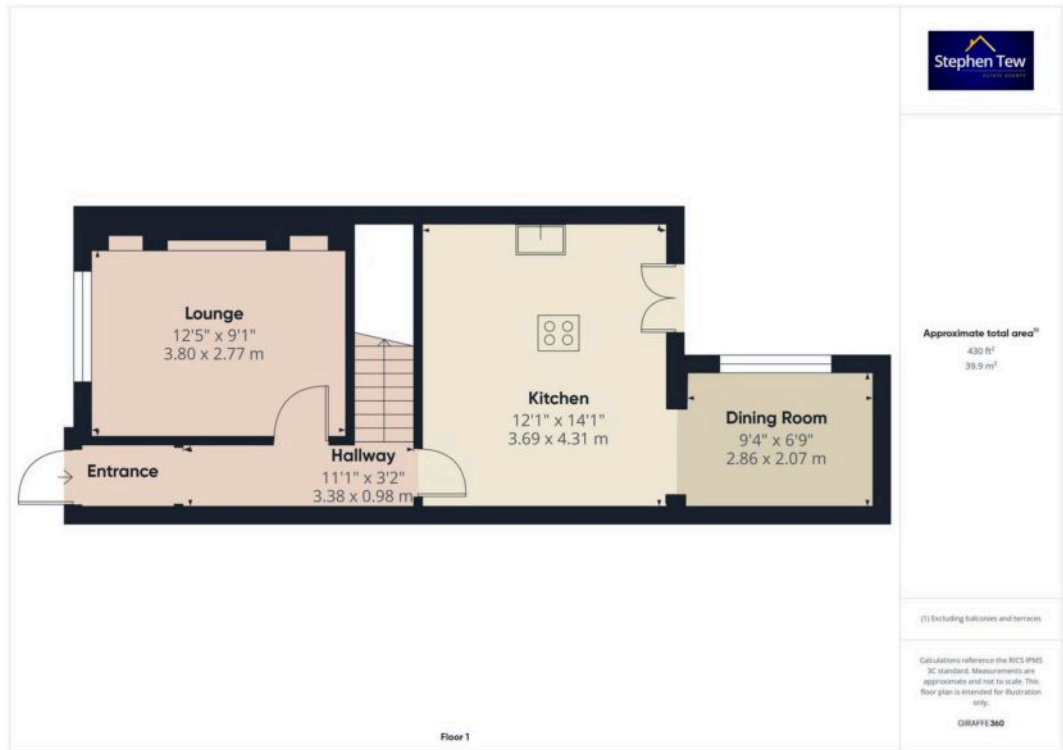 Stephen Tew
ESTATE AGENTS
Approximate total area(1)
430 ft²
39.9 m²
Lounge
12'5" x 9'1"
3.80 x 2.77 m
Kitchen
12'1" x 14'1"
3.69 x 4.31 m
Dining Room
9'4" x 6'9"
2.86 x 2.07 m
Entrance
Hallway
11'1" x 3'2"
3.38 x 0.98 m
(1) Excluding balconies and terraces
Calculations reference the RICS IPMS
3C standard. Measurements are
approximate and not to scale. This
floor plan is intended for illustration
only.
GIRAFFE360
Floor 1